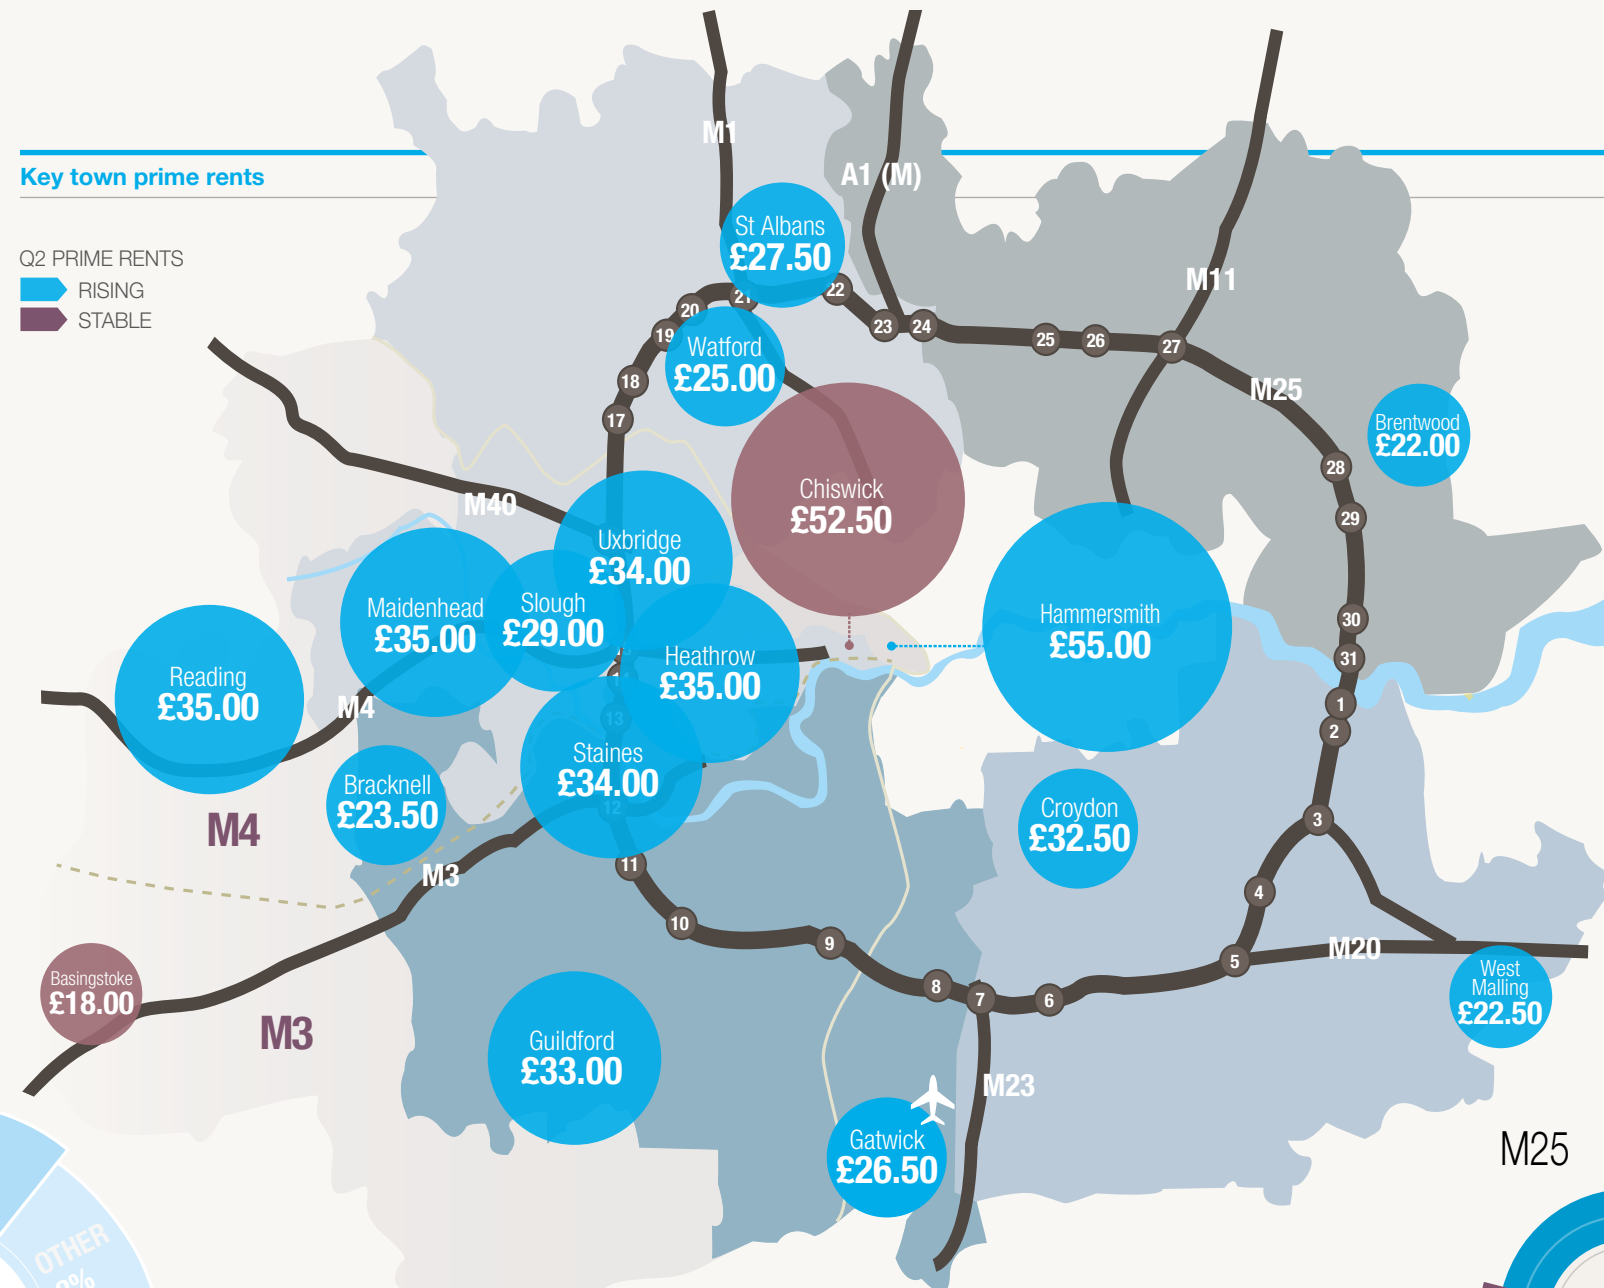 Key town prime rents
Q2 PRIME RENTS
RISING
STABLE
M1
A1 (M)
M11
St Albans
£27.50
20
21
22
23
24
25
26
27
19
Watford
£25.00
18
17
M25
Brentwood
£22.00
28
29
M40
Chiswick
£52.50
Uxbridge
£34.00
Maidenhead
£35.00
Slough
£29.00
Heathrow
£35.00
Hammersmith
£55.00
30
31
1
2
Reading
£35.00
M4
13
Staines
£34.00
12
Bracknell
£23.50
M4
M3
11
Croydon
£32.50
3
4
10
9
8
7
6
5
M20
Basingstoke
£18.00
M3
West
Malling
£22.50
Guildford
£33.00
M23
Gatwick
£26.50
M25
OTHER